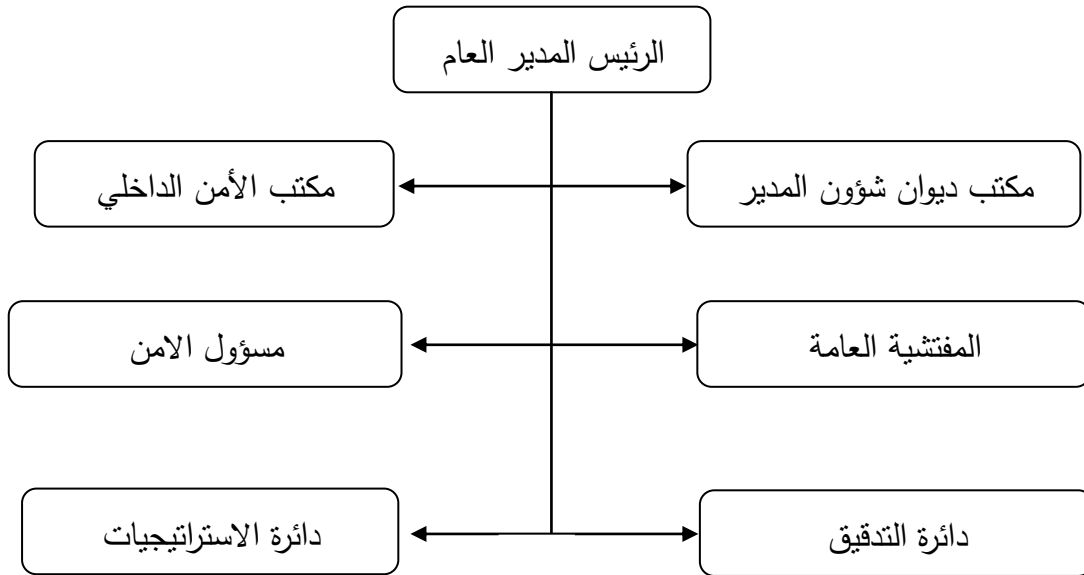 الرئيس المدير العام
مكتب ديوان شؤون المدير
مكتب الأمن الداخلي
المفتشية العامة
مسؤول الامن
دائرة التدقيق
دائرة الاستراتيجيات